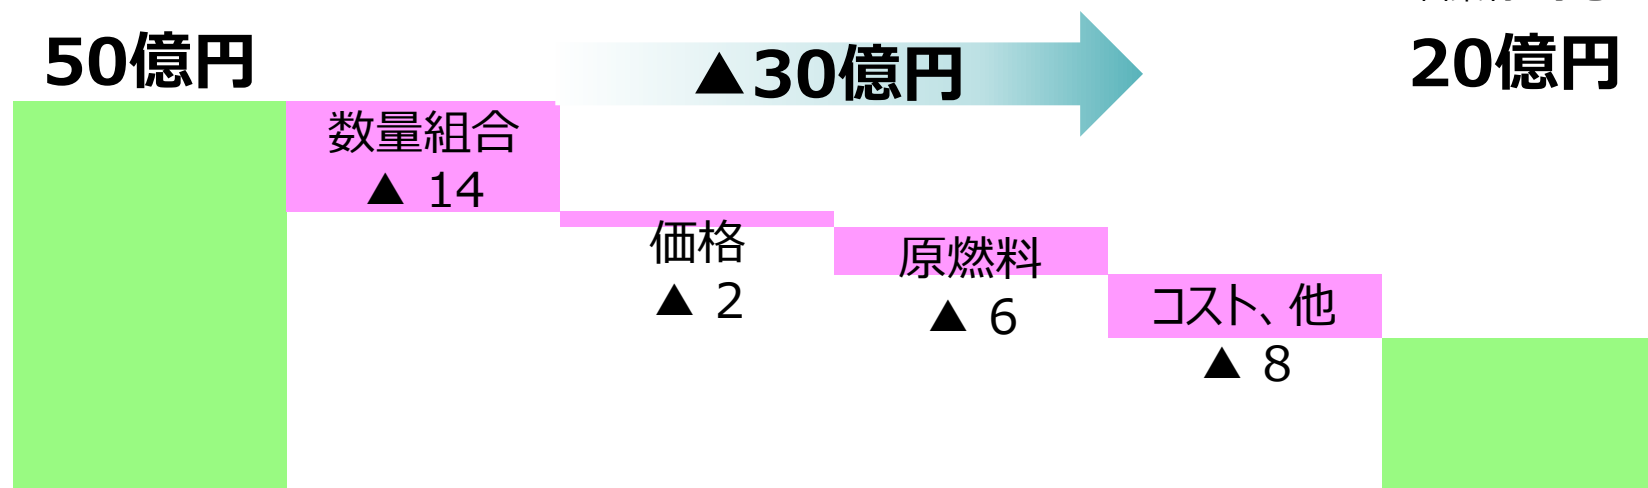 50億円
▲30億円
20億円
数量組合
▲ 14
価格
▲ 2
原燃料
▲ 6
コスト、他
▲ 8